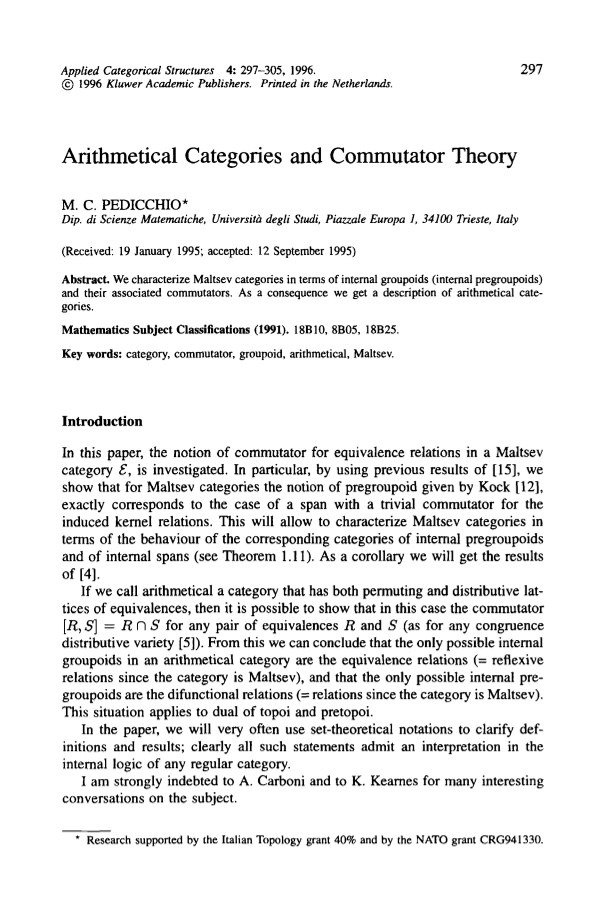 Applied Categorical Structures 4: 297–305, 1996.
297
© 1996 Kluwer Academic Publishers. Printed in the Netherlands.
Arithmetical Categories and Commutator Theory
M. C. PEDICCHIO*
Dip. di Scienze Matematiche, Università degli Studi, Piazzale Europa 1, 34100 Trieste, Italy
(Received: 19 January 1995; accepted: 12 September 1995)
Abstract. We characterize Maltsev categories in terms of internal groupoids (internal pregroupoids)
and their associated commutators. As a consequence we get a description of arithmetical cate-
gories.
Mathematics Subject Classifications (1991). 18B10, 8B05, 18B25.
Key words: category, commutator, groupoid, arithmetical, Maltsev.
Introduction
In this paper, the notion of commutator for equivalence relations in a Maltsev
category ℰ, is investigated. In particular, by using previous results of [15], we
show that for Maltsev categories the notion of pregroupoid given by Kock [12],
exactly corresponds to the case of a span with a trivial commutator for the
induced kernel relations. This will allow to characterize Maltsev categories in
terms of the behaviour of the corresponding categories of internal pregroupoids
and of internal spans (see Theorem 1.11). As a corollary we will get the results
of [4].
If we call arithmetical a category that has both permuting and distributive lat-
tices of equivalences, then it is possible to show that in this case the commutator
[R, S] = R ∩ S for any pair of equivalences R and S (as for any congruence
distributive variety [5]). From this we can conclude that the only possible internal
groupoids in an arithmetical category are the equivalence relations (= reflexive
relations since the category is Maltsev), and that the only possible internal pre-
groupoids are the difunctional relations (= relations since the category is Maltsev).
This situation applies to dual of topoi and pretopoi.
In the paper, we will very often use set-theoretical notations to clarify def-
initions and results; clearly all such statements admit an interpretation in the
internal logic of any regular category.
I am strongly indebted to A. Carboni and to K. Kearnes for many interesting
conversations on the subject.
* Research supported by the Italian Topology grant 40% and by the NATO grant CRG941330.